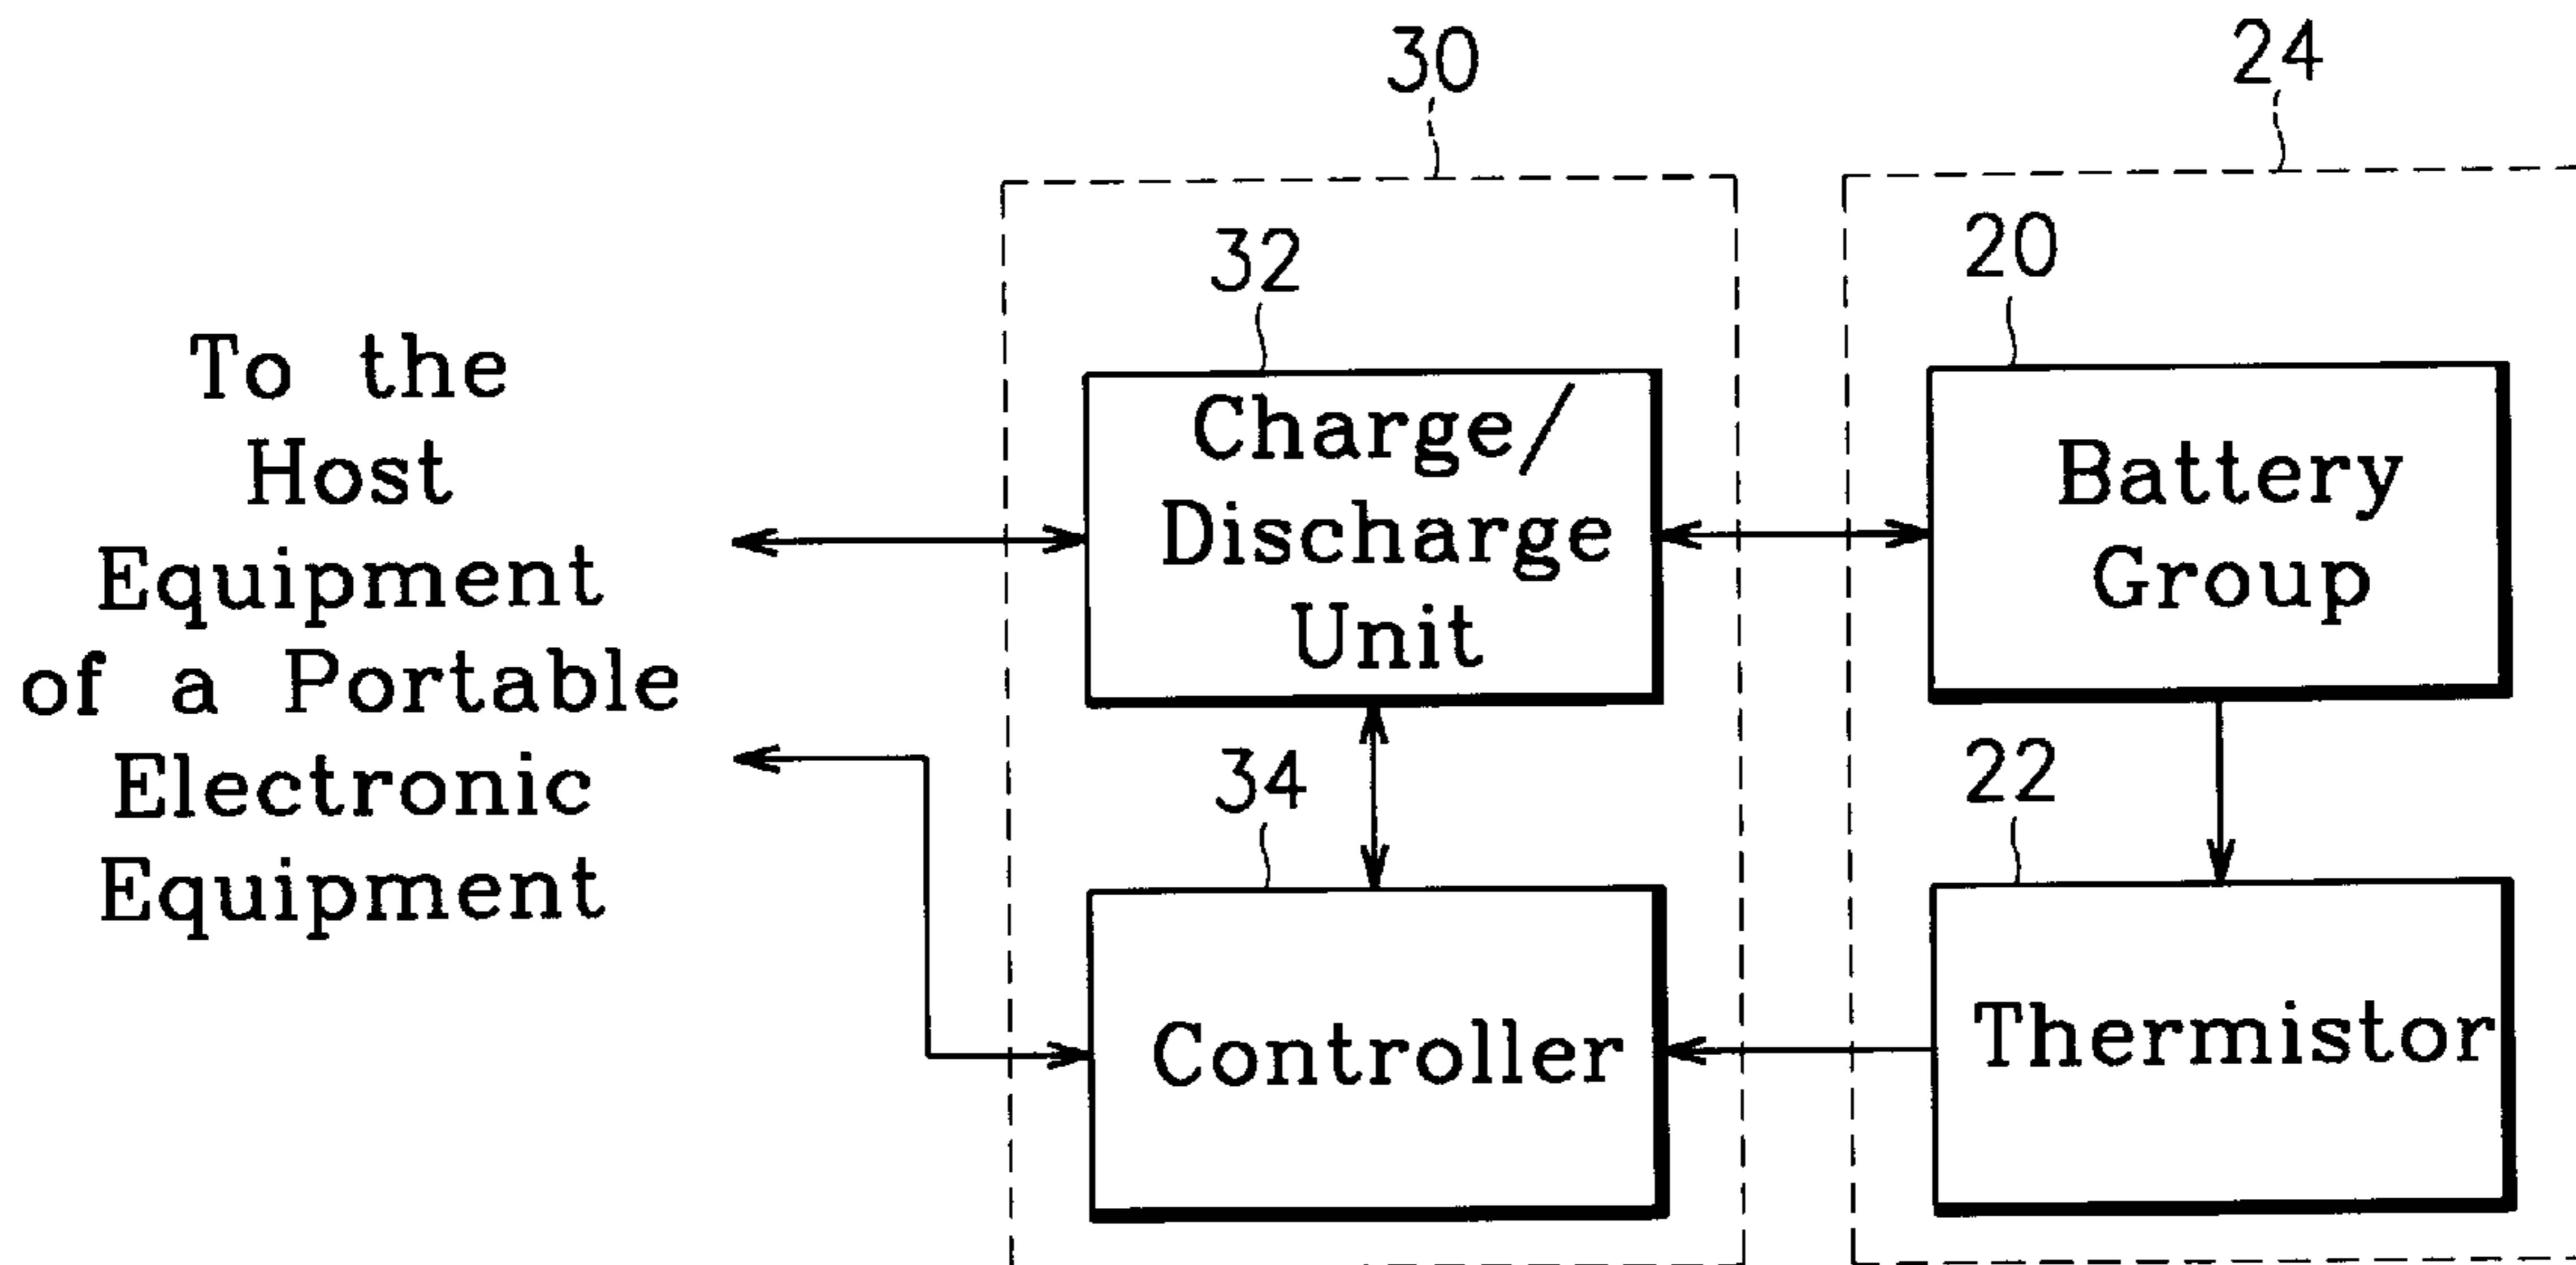 30
24
32
20
To the
Host
Equipment
of a Portable
Electronic
Equipment
Charge/
Discharge
Unit
Battery
Group
34
22
Controller
Thermistor